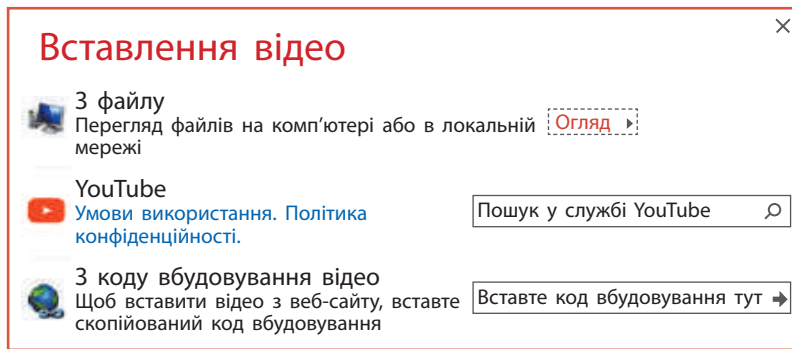 Вставлення відео
З файлу
Перегляд файлів на комп'ютері або в локальній
мережі
Огляд
YouTube
Умови використання. Політика
конфіденційності.
Пошук у службі YouTube
З коду вбудовування відео
Щоб вставити відео з веб-сайту, вставте
скопійований код вбудовування
Вставте код вбудовування тут